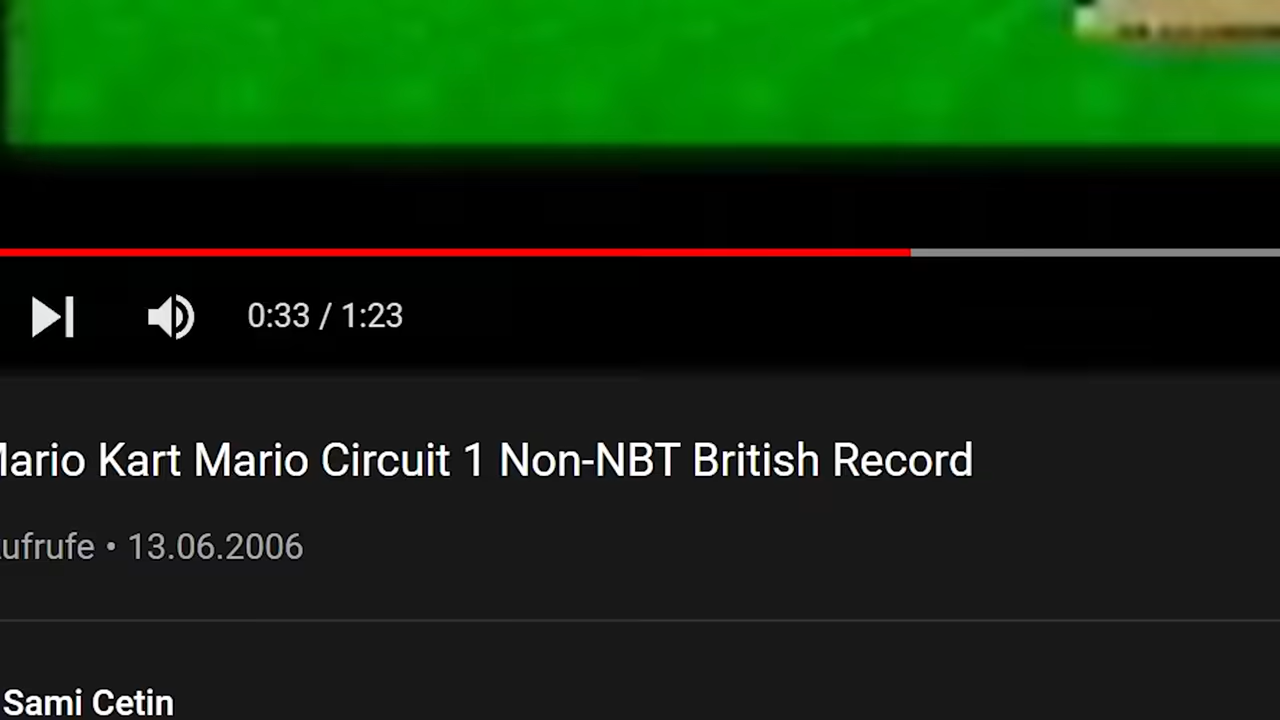 0:33 / 1:23
Mario Kart Mario Circuit 1 Non-NBT British Record
ufrufe • 13.06.2006
Sami Cetin